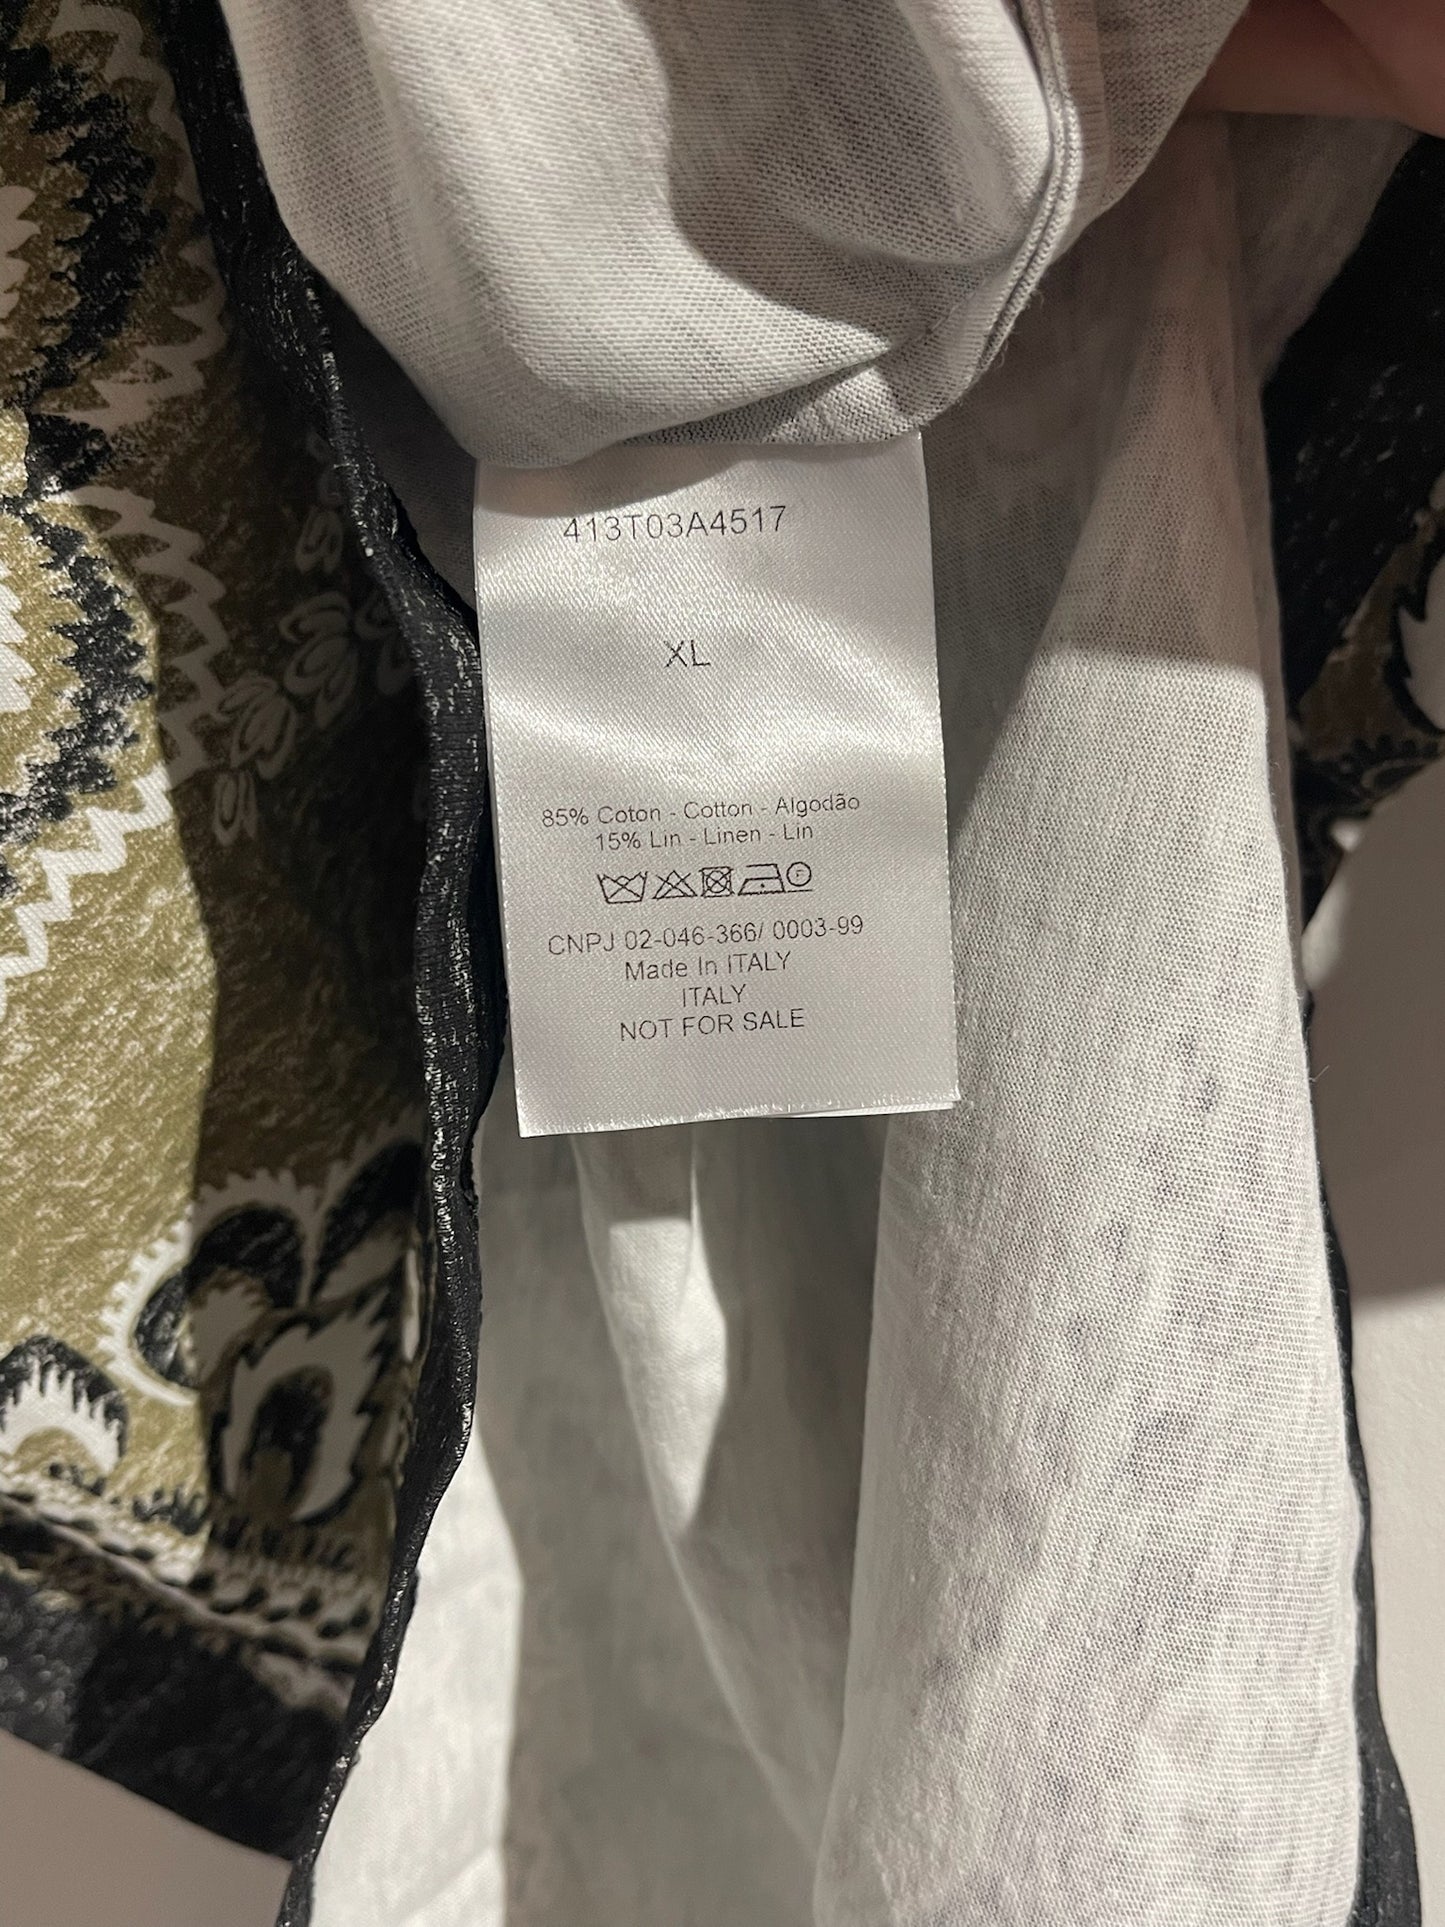 413T03A4517
XL
85% Coton - Cotton - Algodão
15% Lin - Linen - Lin
F
CNPJ 02-046-366/ 0003-99
Made In ITALY
ITALY
NOT FOR SALE